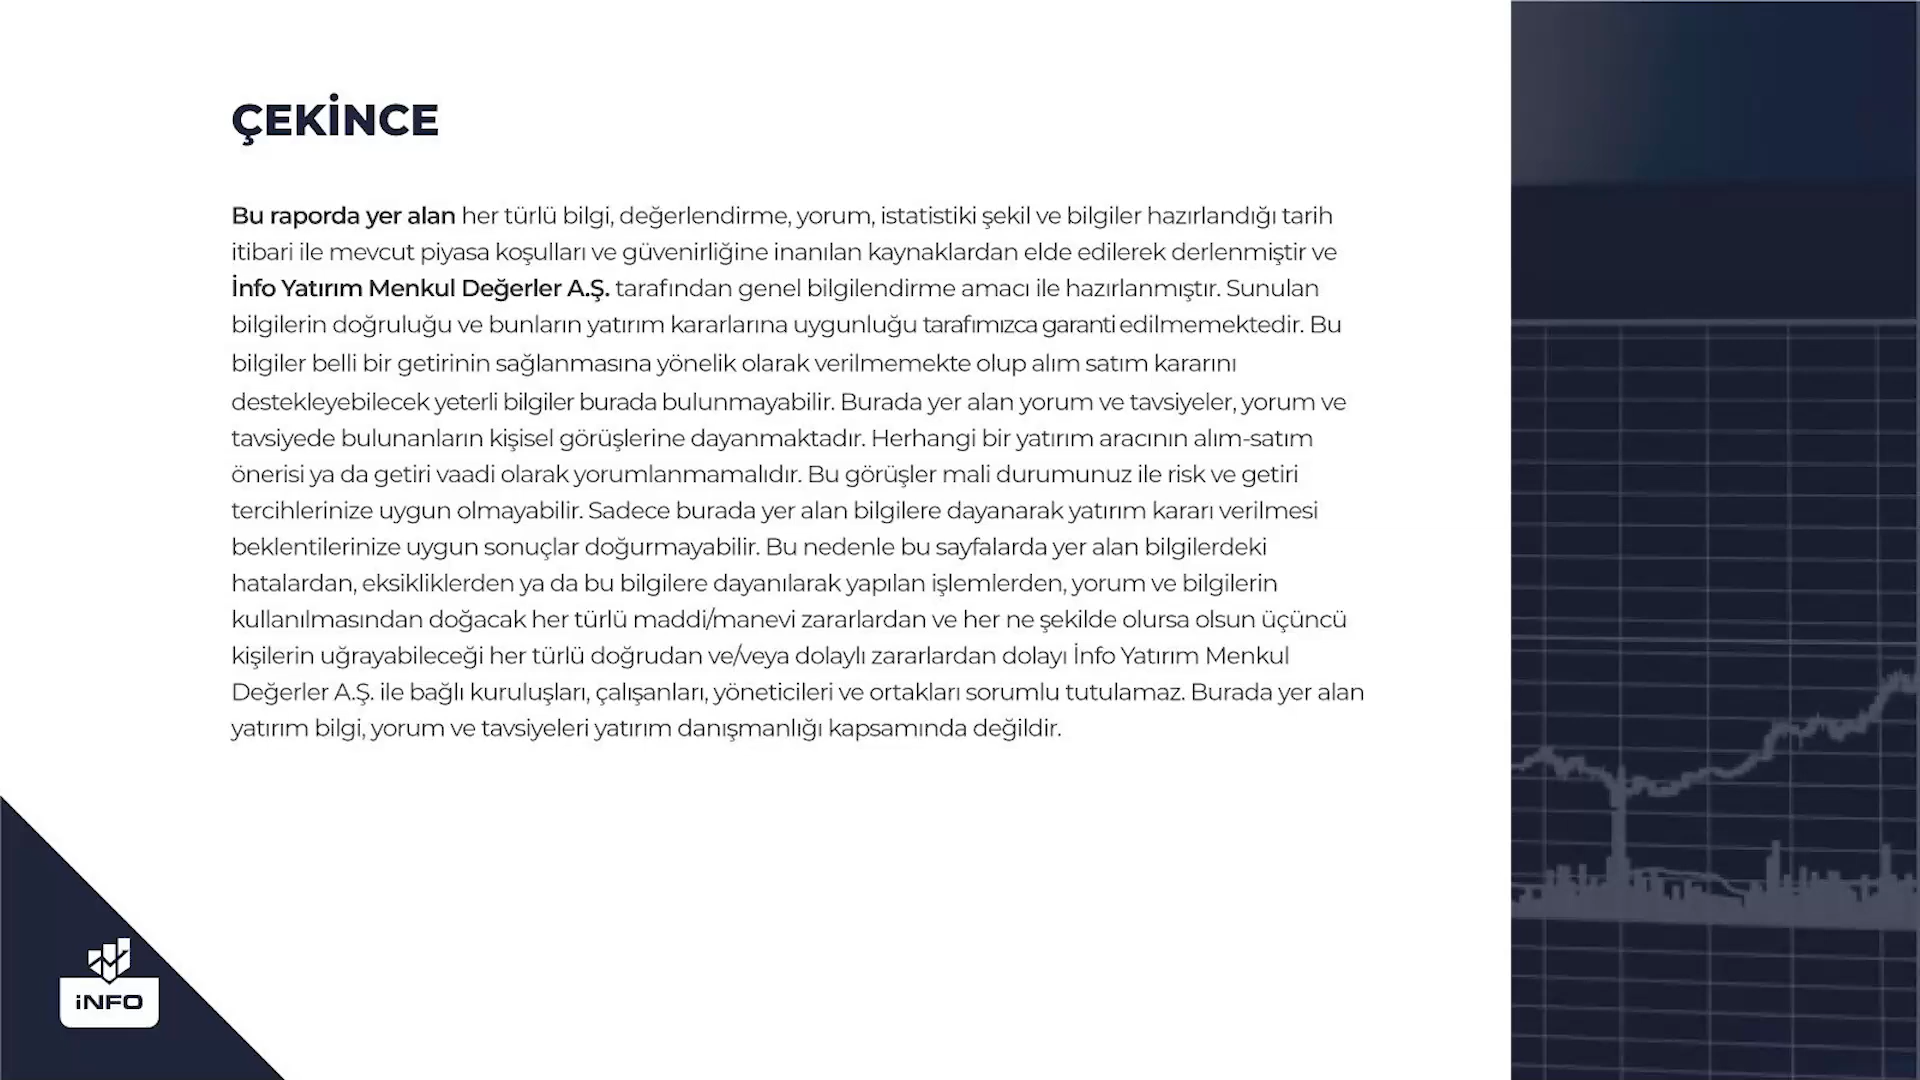 ÇEKİNCE
Bu raporda yer alan her türlü bilgi, değerlendirme, yorum, istatistiki şekil ve bilgiler hazırlandığı tarih
itibari ile mevcut piyasa koşulları ve güvenirliğine inanılan kaynaklardan elde edilerek derlenmiştir ve
İnfo Yatırım Menkul Değerler A.Ş. tarafından genel bilgilendirme amacı ile hazırlanmıştır. Sunulan
bilgilerin doğruluğu ve bunların yatırım kararlarına uygunluğu tarafımızca garanti edilmemektedir. Bu
bilgiler belli bir getirinin sağlanmasına yönelik olarak verilmemekte olup alım satım kararını
destekleyebilecek yeterli bilgiler burada bulunmayabilir. Burada yer alan yorum ve tavsiyeler, yorum ve
tavsiyede bulunanların kişisel görüşlerine dayanmaktadır. Herhangi bir yatırım aracının alım-satım
önerisi ya da getiri vaadi olarak yorumlanmamalıdır. Bu görüşler mali durumunuz ile risk ve getiri
tercihlerinize uygun olmayabilir. Sadece burada yer alan bilgilere dayanarak yatırım kararı verilmesi
beklentilerinize uygun sonuçlar doğurmayabilir. Bu nedenle bu sayfalarda yer alan bilgilerdeki
hatalardan, eksikliklerden ya da bu bilgilere dayanılarak yapılan işlemlerden, yorum ve bilgilerin
kullanılmasından doğacak her türlü maddi/manevi zararlardan ve her ne şekilde olursa olsun üçüncü
kişilerin uğrayabileceği her türlü doğrudan ve/veya dolaylı zararlardan dolayı İnfo Yatırım Menkul
Değerler A.Ş. ile bağlı kuruluşları, çalışanları, yöneticileri ve ortakları sorumlu tutulamaz. Burada yer alan
yatırım bilgi, yorum ve tavsiyeleri yatırım danışmanlığı kapsamında değildir.
iNFO